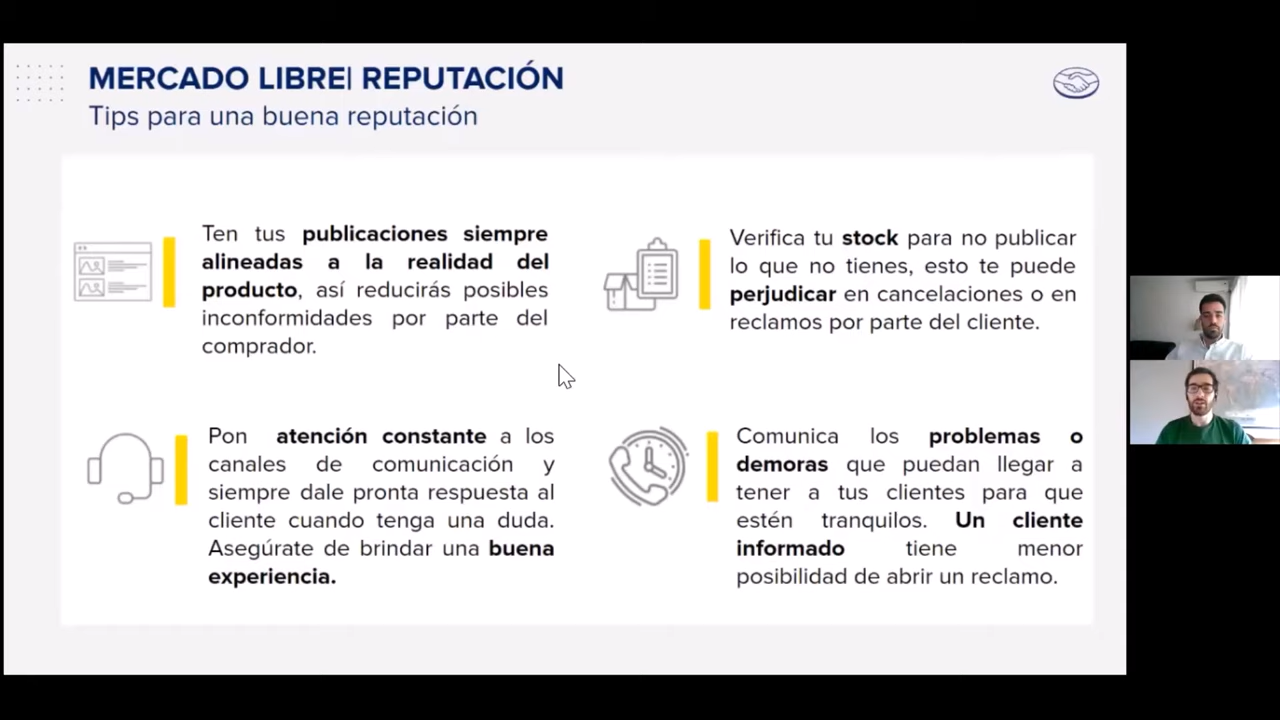 MERCADO LIBRE| REPUTACIÓN
Tips para una buena reputación
Ten tus publicaciones siempre
alineadas a la realidad del
producto, así reducirás posibles
inconformidades por parte del
comprador.
Verifica tu stock para no publicar
lo que no tienes, esto te puede
perjudicar en cancelaciones o en
reclamos por parte del cliente.
Pon atención constante a los
canales de comunicación y
siempre dale pronta respuesta al
cliente cuando tenga una duda.
Asegúrate de brindar una buena
experiencia.
Comunica los problemas o
demoras que puedan llegar a
tener a tus clientes para que
estén tranquilos. Un cliente
informado tiene menor
posibilidad de abrir un reclamo.